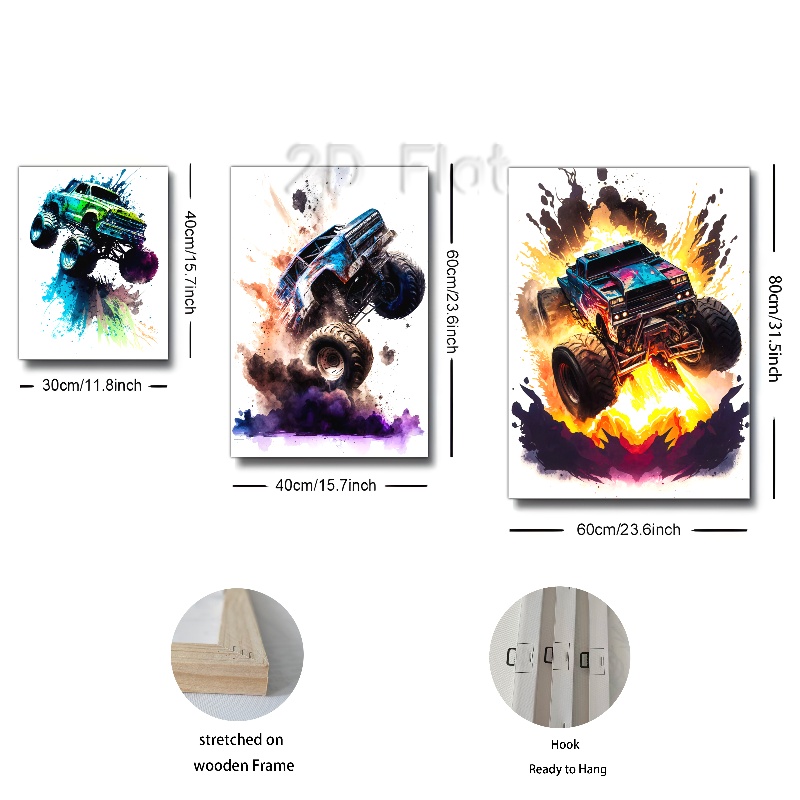 2D Flat
40cm/15.7inch
30cm/11.8inch
60cm/23.6inch
40cm/15.7inch
80cm/31.5inch
60cm/23.6inch
stretched on
wooden Frame
Hook
Ready to Hang